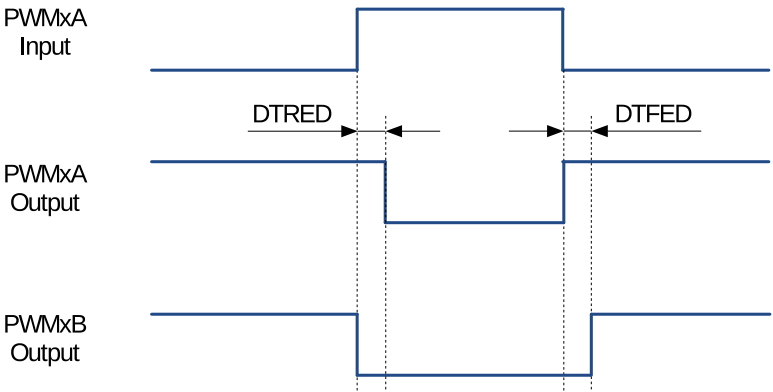 PWMxA
Input
DTRED
DTFED
PWMxA
Output
PWMxB
Output